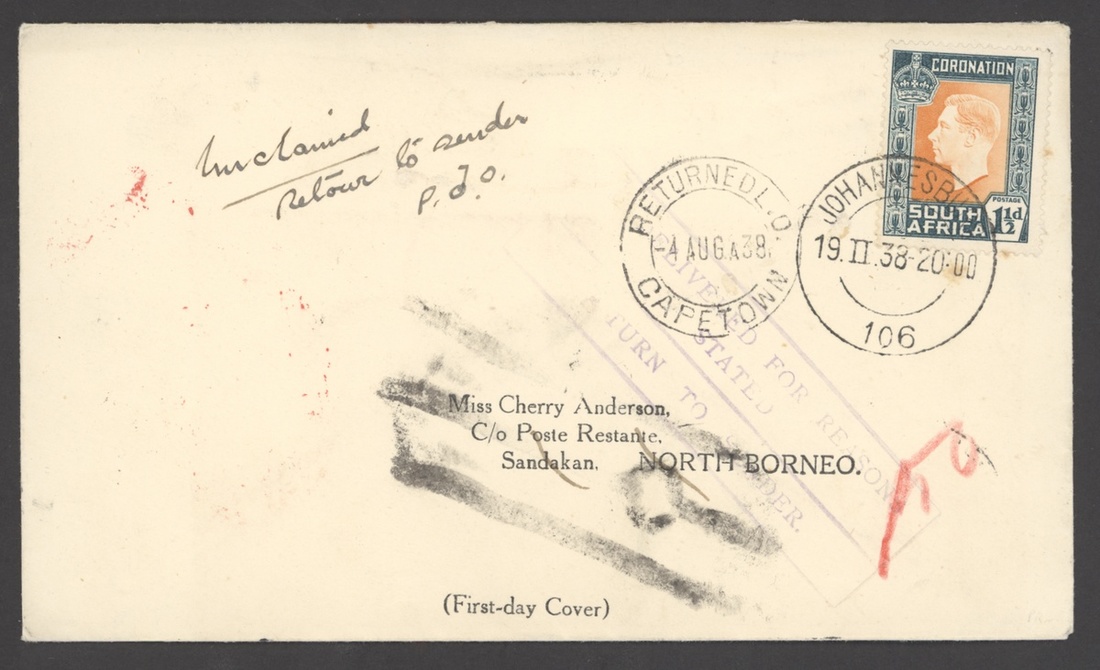 CORONATION
POSTAGE
SOUTH
AFRICA 1½d
Unclaimed
retour to sender
P.T.O.
RETURNED L.O.
-4 AUG.A38.
CAPETOWN
JOHANNESBU
19.II.38-20:00
106
DELIVERED FOR REASON
STATED
TURN TO SENDER.
Miss Cherry Anderson,
C/o Poste Restante,
Sandakan. NORTH BORNEO.
(First-day Cover)